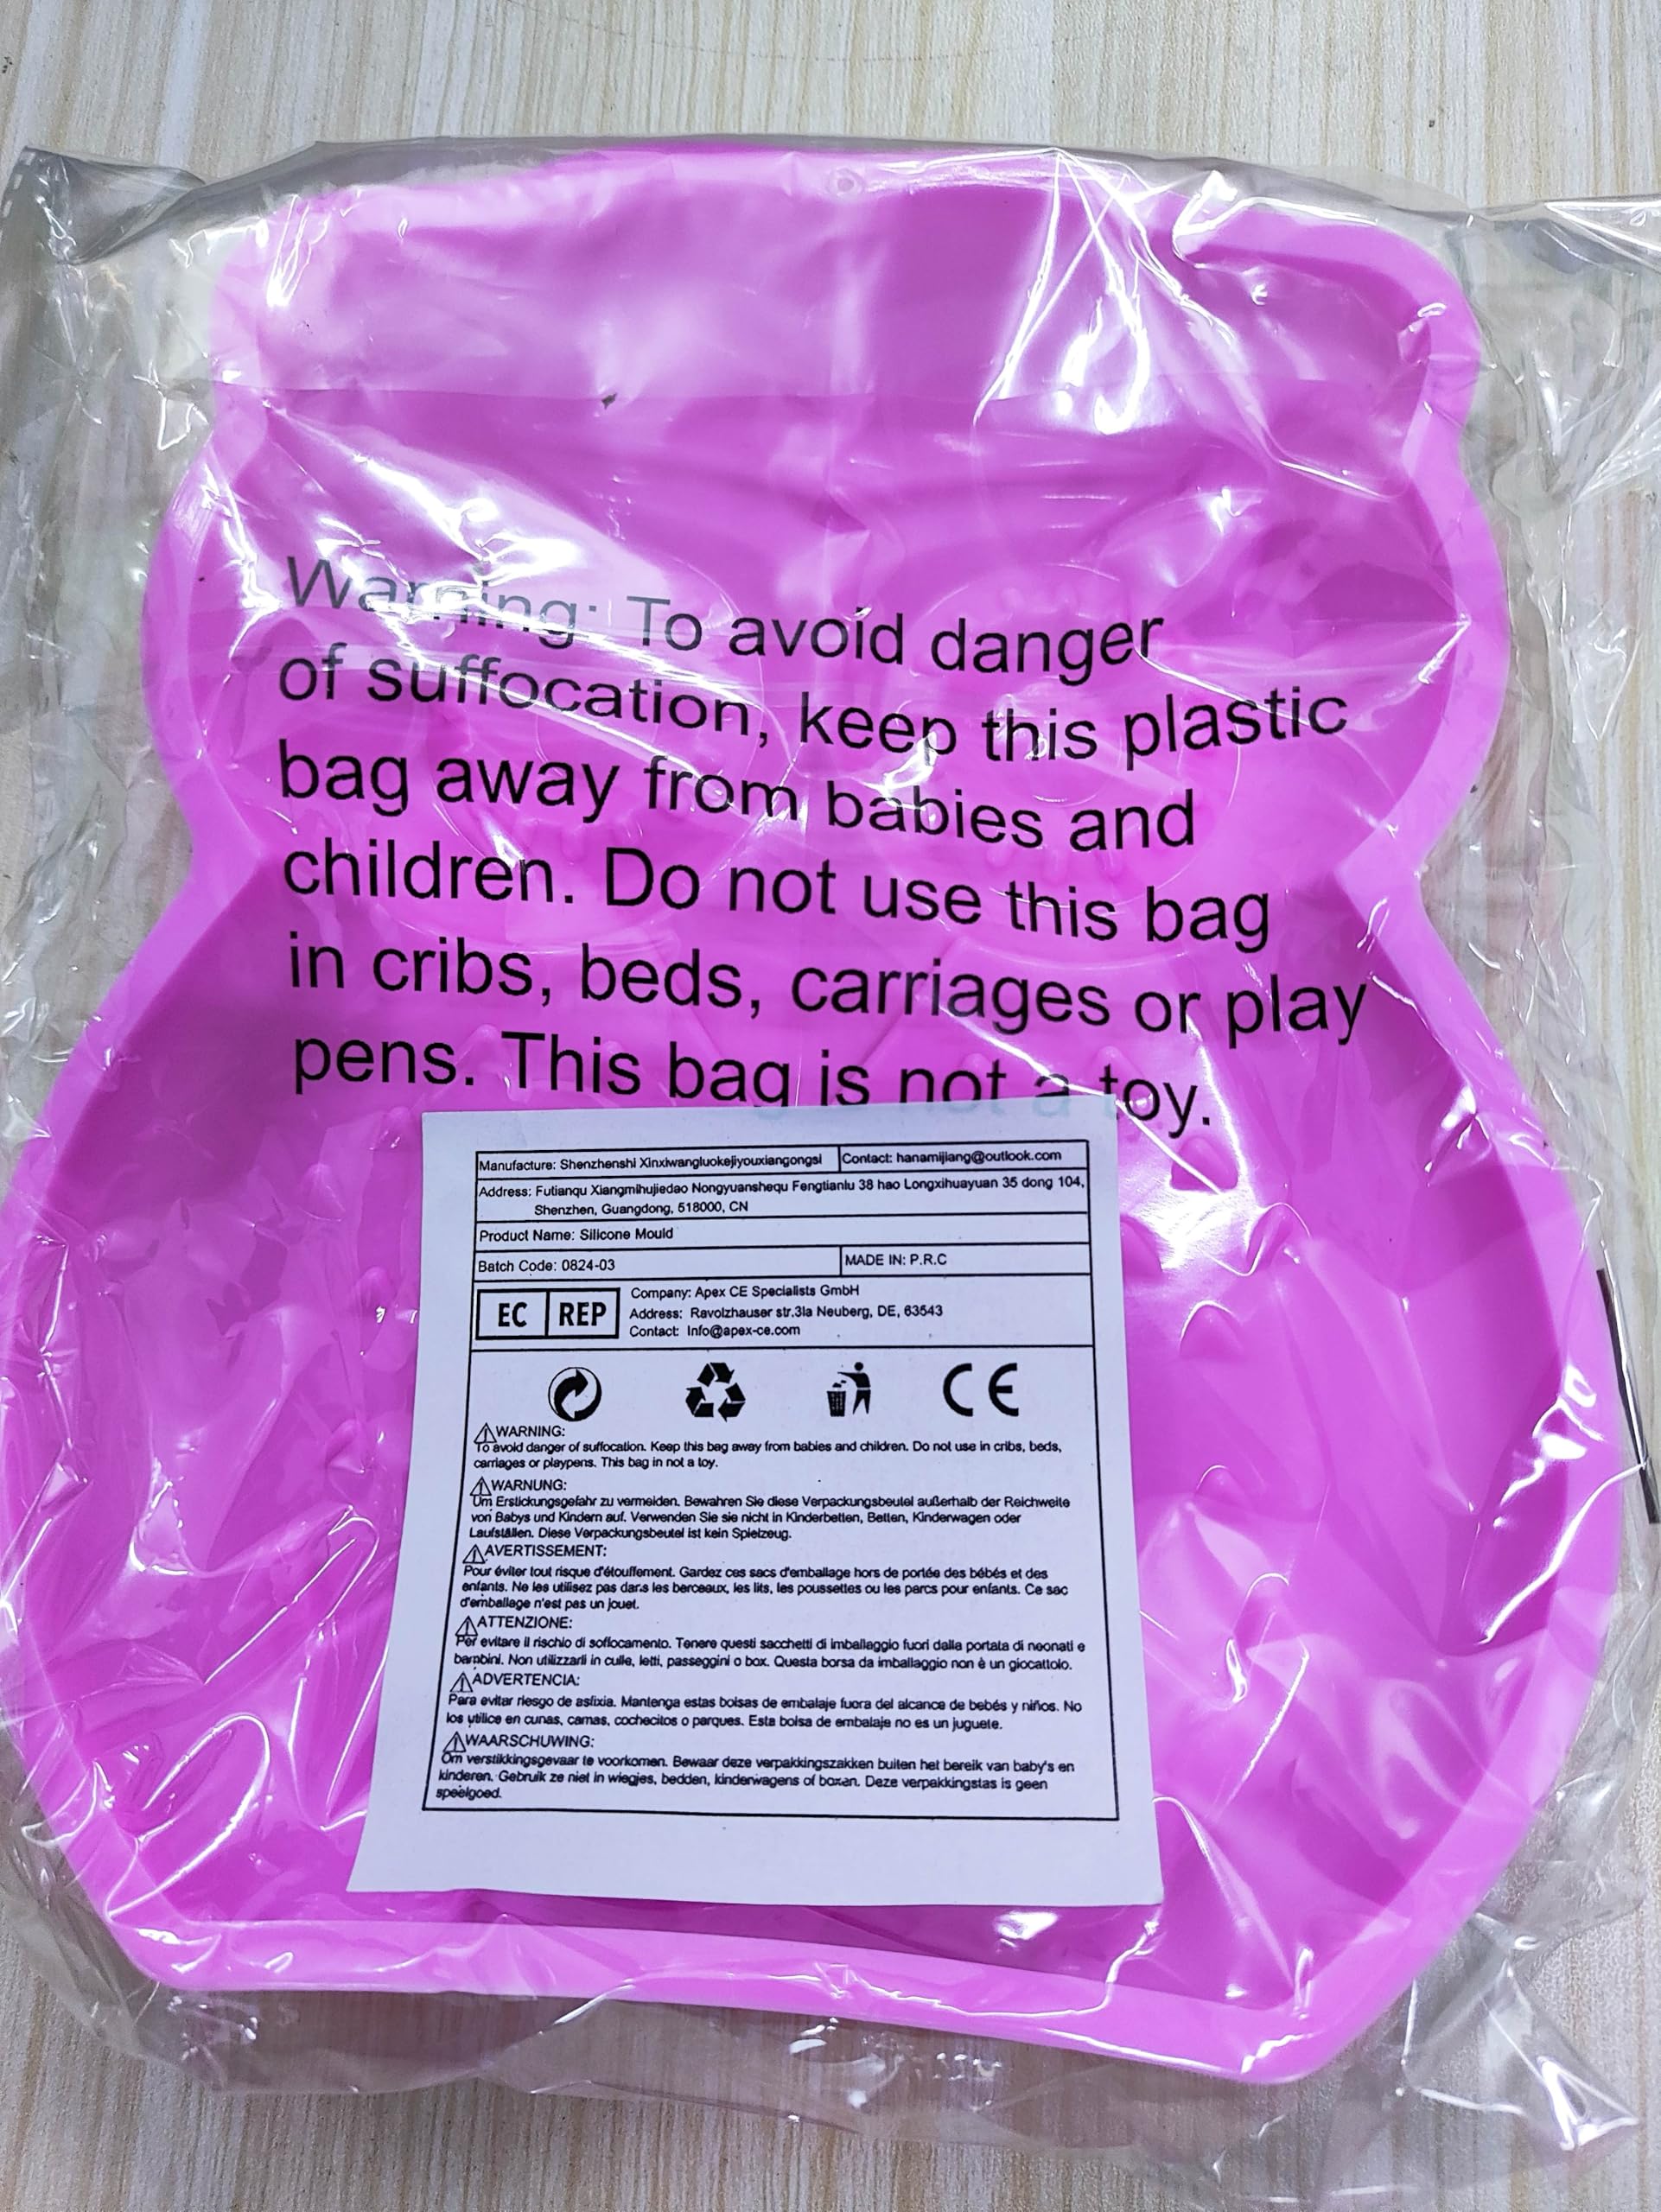 Warning: To avoid danger
of suffocation, keep this plastic
bag away from babies and
children. Do not use this bag
in cribs, beds, carriages or play
pens. This bag is not a toy.
Manufacture: Shenzhenshi Xinxiwangluokejiyouxiangongsi Contact: hanamijiang@outlook.com
Address: Futianqu Xiangmihujiedao Nongyuanshequ Fengtianlu 38 hao Longxihuayuan 35 dong 104,
Shenzhen, Guangdong, 518000, CN
Product Name: Silicone Mould
Batch Code: 0824-03 MADE IN: P.R.C
EC REP
Company: Apex CE Specialists GmbH
Address: Ravolzhauser str.3la Neuberg, DE, 63543
Contact: Info@apex-ce.com
CE
WARNING:
To avoid danger of suffocation. Keep this bag away from babies and children. Do not use in cribs, beds,
carriages or playpens. This bag in not a toy.
WARNUNG:
Um Erstickungsgefahr zu vermeiden. Bewahren Sie diese Verpackungsbeutel außerhalb der Reichweite
von Babys und Kindern auf. Verwenden Sie sie nicht in Kinderbetten, Betten, Kinderwagen oder
Laufställen. Diese Verpackungsbeutel ist kein Spielzeug.
AVERTISSEMENT:
Pour éviter tout risque d'étouffement. Gardez ces sacs d'emballage hors de portée des bébés et des
enfants. Ne les utilisez pas dans les berceaux, les lits, les poussettes ou les parcs pour enfants. Ce sac
d'emballage n'est pas un jouet.
ATTENZIONE:
Per evitare il rischio di soffocamento. Tenere questi sacchetti di imballaggio fuori dalla portata di neonati e
bambini. Non utilizzarli in culle, letti, passeggini o box. Questa borsa da imballaggio non è un giocattolo.
ADVERTENCIA:
Para evitar riesgo de asfixia. Mantenga estas bolsas de embalaje fuera del alcance de bebés y niños. No
los utilice en cunas, camas, cochecitos o parques. Esta bolsa de embalaje no es un juguete.
WAARSCHUWING:
Om verstikkingsgevaar te voorkomen. Bewaar deze verpakkingszakken buiten het bereik van baby's en
kinderen. Gebruik ze niet in wiegjes, bedden, kinderwagens of boxen. Deze verpakkingstas is geen
speelgoed.